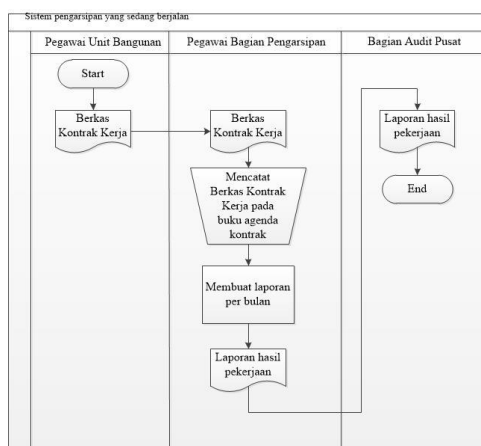 Sistem pengarsipan yang sedang berjalan
Pegawai Unit Bangunan
Pegawai Bagian Pengarsipan
Bagian Audit Pusat
Start
Berkas
Kontrak Kerja
Berkas
Kontrak Kerja
Mencatat
Berkas Kontrak
Kerja pada
buku agenda
kontrak
Membuat laporan
per bulan
Laporan hasil
pekerjaan
Laporan hasil
pekerjaan
End